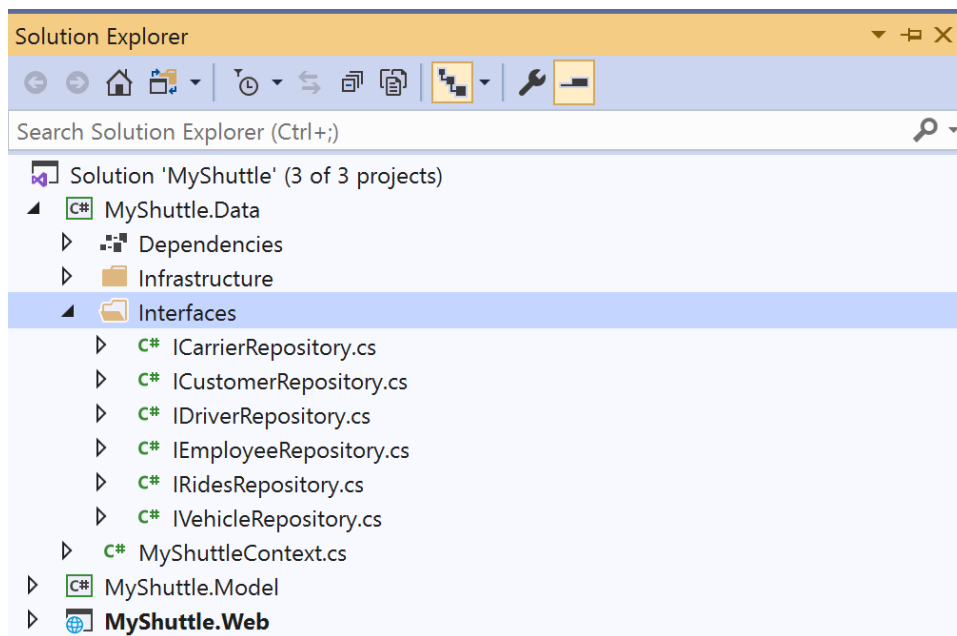 Solution Explorer
Search Solution Explorer (Ctrl+;)
Solution 'MyShuttle' (3 of 3 projects)
C# MyShuttle.Data
Dependencies
Infrastructure
Interfaces
C# ICarrierRepository.cs
C# ICustomerRepository.cs
C# IDriverRepository.cs
C# IEmployeeRepository.cs
C# IRidesRepository.cs
C# IVehicleRepository.cs
C# MyShuttleContext.cs
C# MyShuttle.Model
MyShuttle.Web